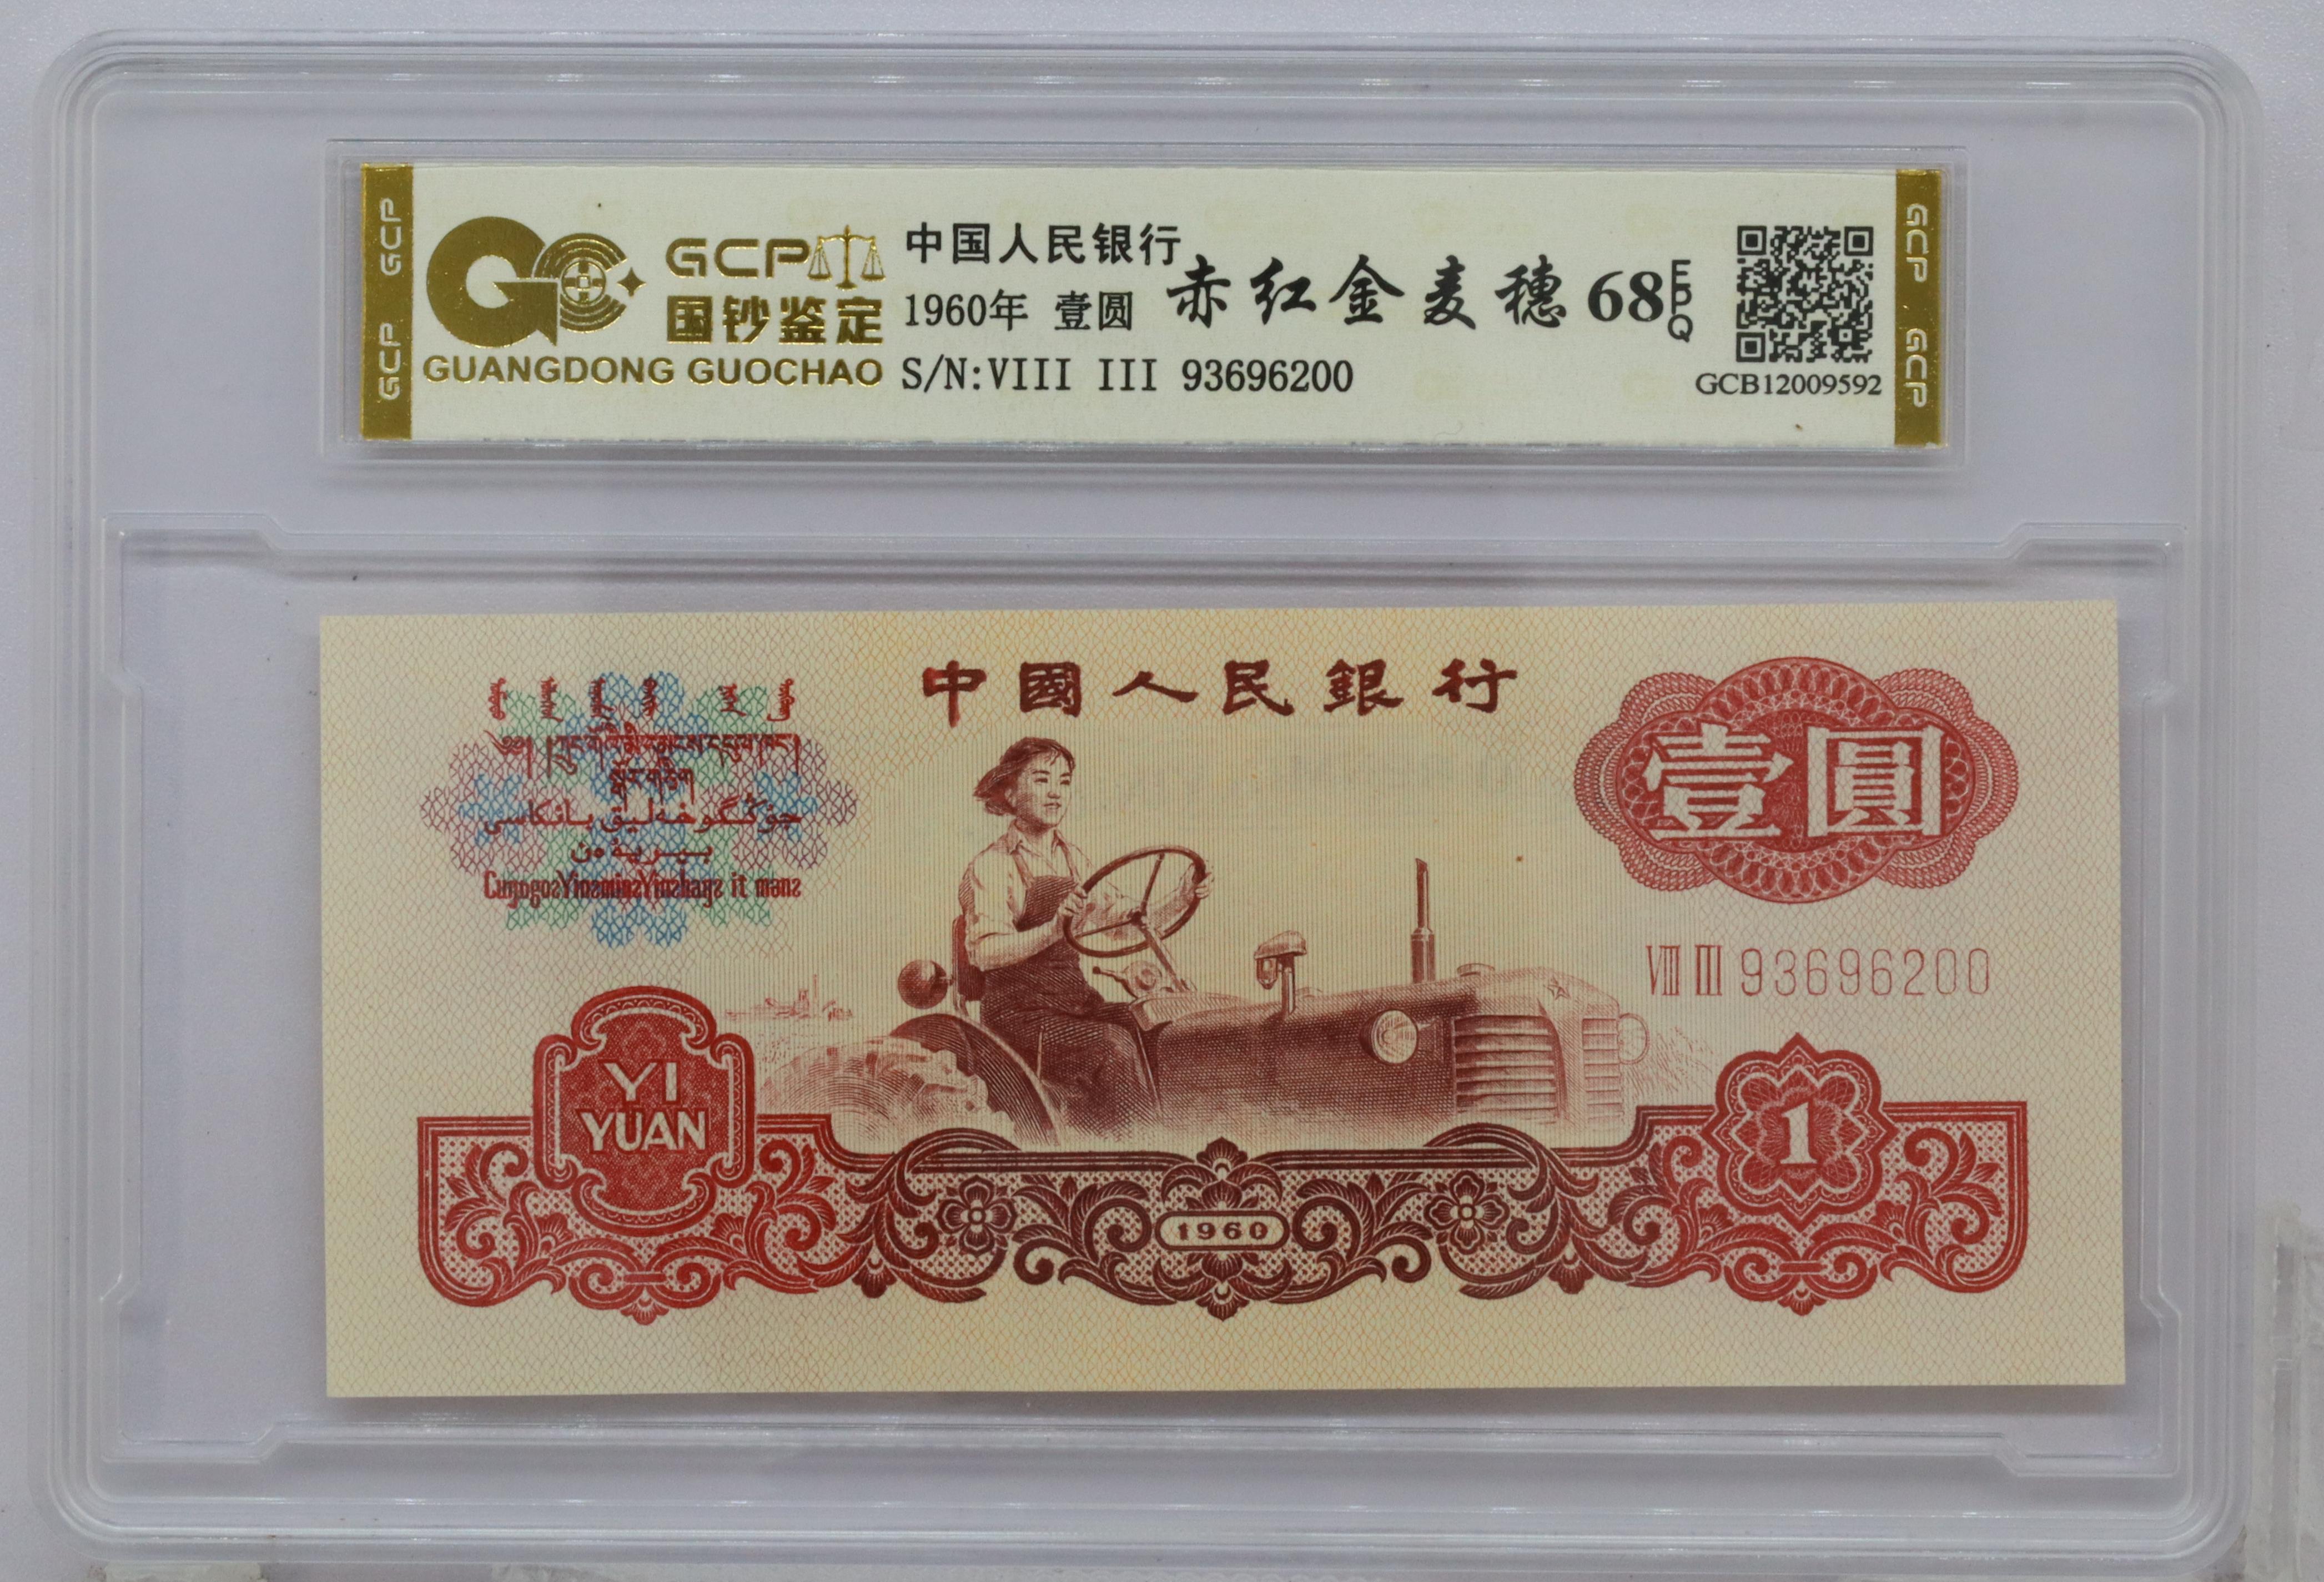 GCP GCP
GCP
国钞鉴定
GUANGDONG GUOCHAO
中国人民银行
1960年 壹圆
赤红金麦穗 68 EPQ
S/N:VIII III 93696200
GCB12009592
GCP GCP
中國人民銀行
壹圓
VIII III 93696200
YI
YUAN
1
1960